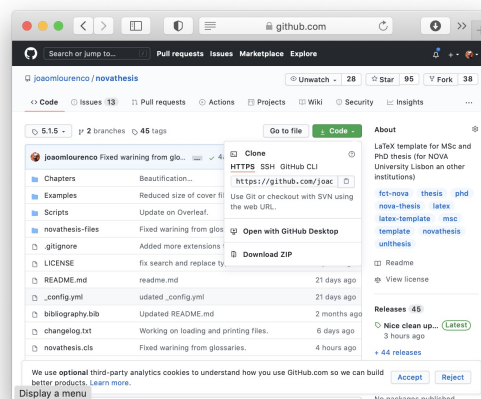 github.com
Search or jump to...
/
Pull requests Issues Marketplace Explore
joaomlourenco / novathesis
Unwatch 28
Star 95
Fork 38
Code
Issues 13
Pull requests
Actions
Projects
Wiki
Security
Insights
...
5.1.5
2 branches
45 tags
Go to file
Code
joaomlourenco Fixed warining from glo...
Chapters Beautification...
Examples Reduced size of cover fil
Scripts Update on Overleaf.
novathesis-files Fixed warining from glos
.gitignore Added more extensions
LICENSE fix search and replace ty
README.md readme.md 21 days ago
_config.yml udated _config.yml 21 days ago
bibliography.bib Updated README.md 2 months ago
changelog.txt Working on loading and printing files. 6 days ago
novathesis.cls Fixed warining from glossaries. 4 hours ago
Clone
HTTPS SSH GitHub CLI
https://github.com/joac
Use Git or checkout with SVN using
the web URL.
Open with GitHub Desktop
Download ZIP
About
LaTeX template for MSc and
PhD thesis (for NOVA
University Lisbon an other
institutions)
fct-nova thesis phd
nova-thesis latex
latex-template msc
template novathesis
unlthesis
Readme
View license
Releases 45
Nice clean up... Latest
3 hours ago
+ 44 releases
We use optional third-party analytics cookies to understand how you use GitHub.com so we can build
better products. Learn more.
Accept
Reject
Display a menu
No packages published